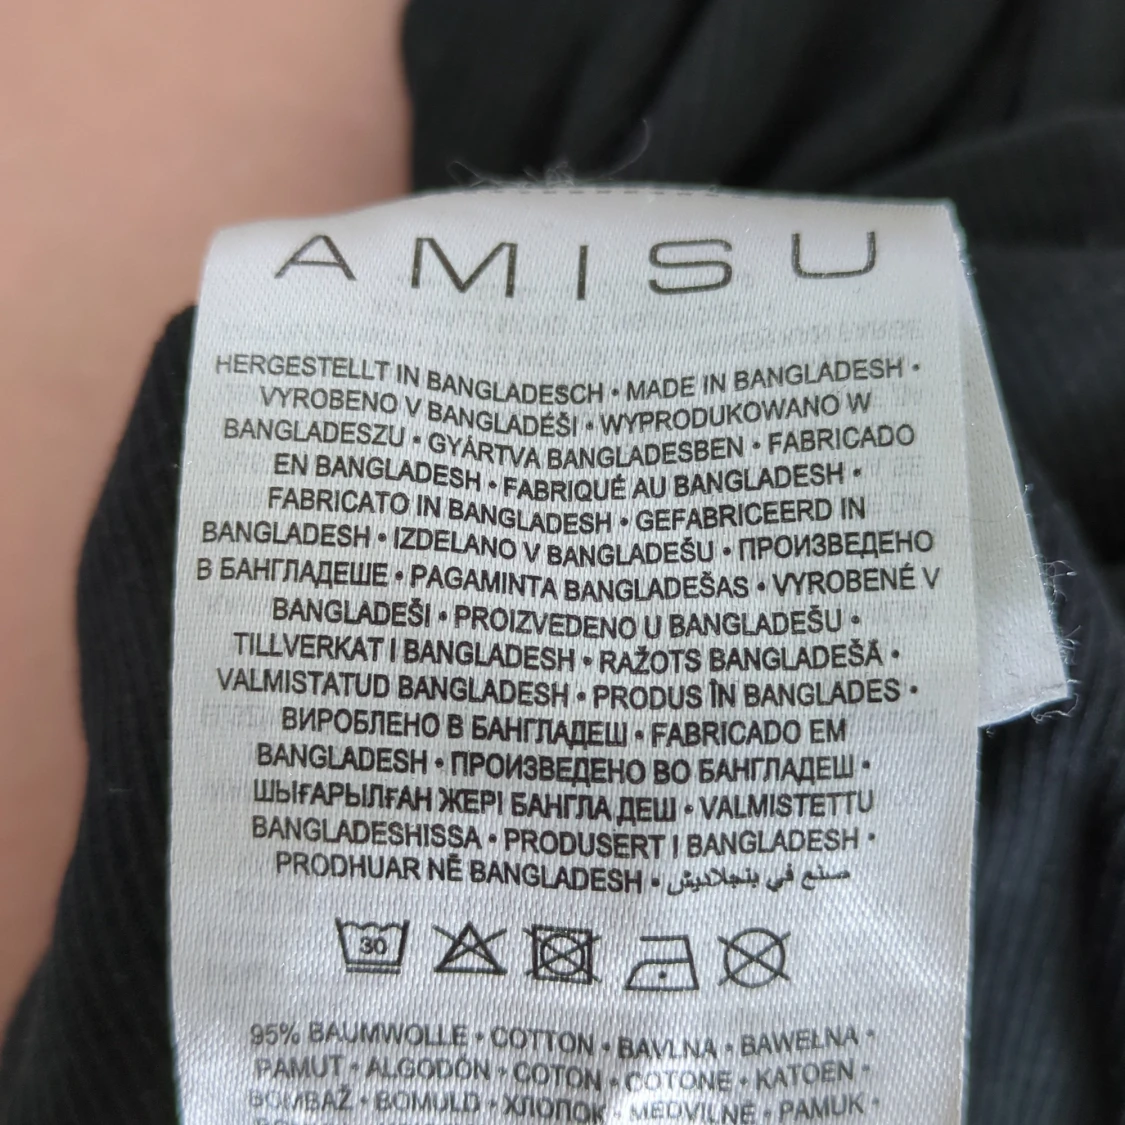 AMISU
HERGESTELLT IN BANGLADESCH • MADE IN BANGLADESH •
VYROBENO V BANGLADÉŠI • WYPRODUKOWANO W
BANGLADESZU • GYÁRTVA BANGLADESBEN • FABRICADO
EN BANGLADESH • FABRIQUÉ AU BANGLADESH •
FABRICATO IN BANGLADESH • GEFABRICEERD IN
BANGLADESH • IZDELANO V BANGLADEŠU • ПРОИЗВЕДЕНО
В БАНГЛАДЕШЕ • PAGAMINTA BANGLADEŠAS • VYROBENÉ V
BANGLADEŠI • PROIZVEDENO U BANGLADEŠU •
TILLVERKAT I BANGLADESH • RAŽOTS BANGLADEŠĀ •
VALMISTATUD BANGLADESH • PRODUS ÎN BANGLADES •
ВИРОБЛЕНО В БАНГЛАДЕШ • FABRICADO EM
BANGLADESH • ПРОИЗВЕДЕНО ВО БАНГЛАДЕШ •
ШЫҒАРЫЛҒАН ЖЕРІ БАНГЛА ДЕШ • VALMISTETTU
BANGLADESHISSA • PRODUSERT I BANGLADESH •
PRODHUAR NË BANGLADESH • صنع في بنجلاديش
30
95% BAUMWOLLE • COTTON • BAVLNA • BAWEŁNA •
PAMUT • ALGODÓN • COTON • COTONE • KATOEN •
BOMBAŽ • BOMULD • ХЛОПОК • MEDVILNĖ • PAMUK •